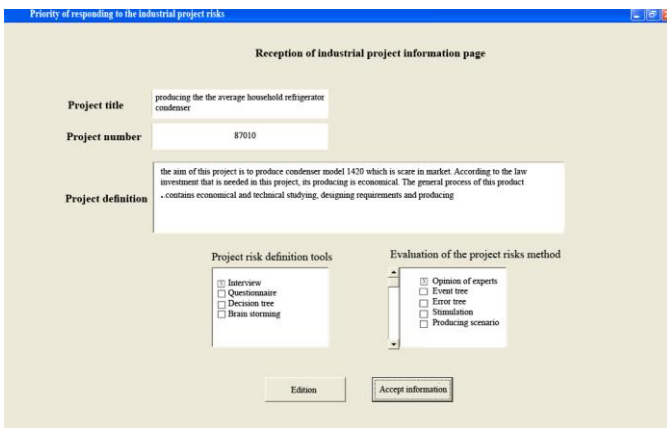 Priority of responding to the industrial project risks
Reception of industrial project information page
Project title
producing the the average household refrigerator
condenser
Project number
87010
Project definition
the aim of this project is to produce condenser model 1420 which is scare in market. According to the law
investment that is needed in this project, its producing is economical. The general process of this product
..contains economical and technical studying, designing requirements and producing
Project risk definition tools
Interview
Questionnaire
Decision tree
Brain storming
Evaluation of the project risks method
Opinion of experts
Event tree
Error tree
Stimulation
Producing scenario
Edition
Accept information